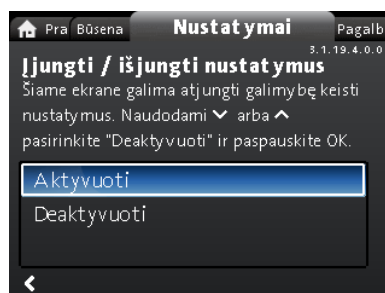 Pra Būsena Nustatymai Pagalb
3.1.19.4.0.0
Įjungti / išjungti nustatymus
Šiame ekrane galima atjungti galimybę keisti
nustatymus. Naudodami ⌄ arba ⌃
pasirinkite "Deaktyvuoti" ir paspauskite OK.
Aktyvuoti
Deaktyvuoti